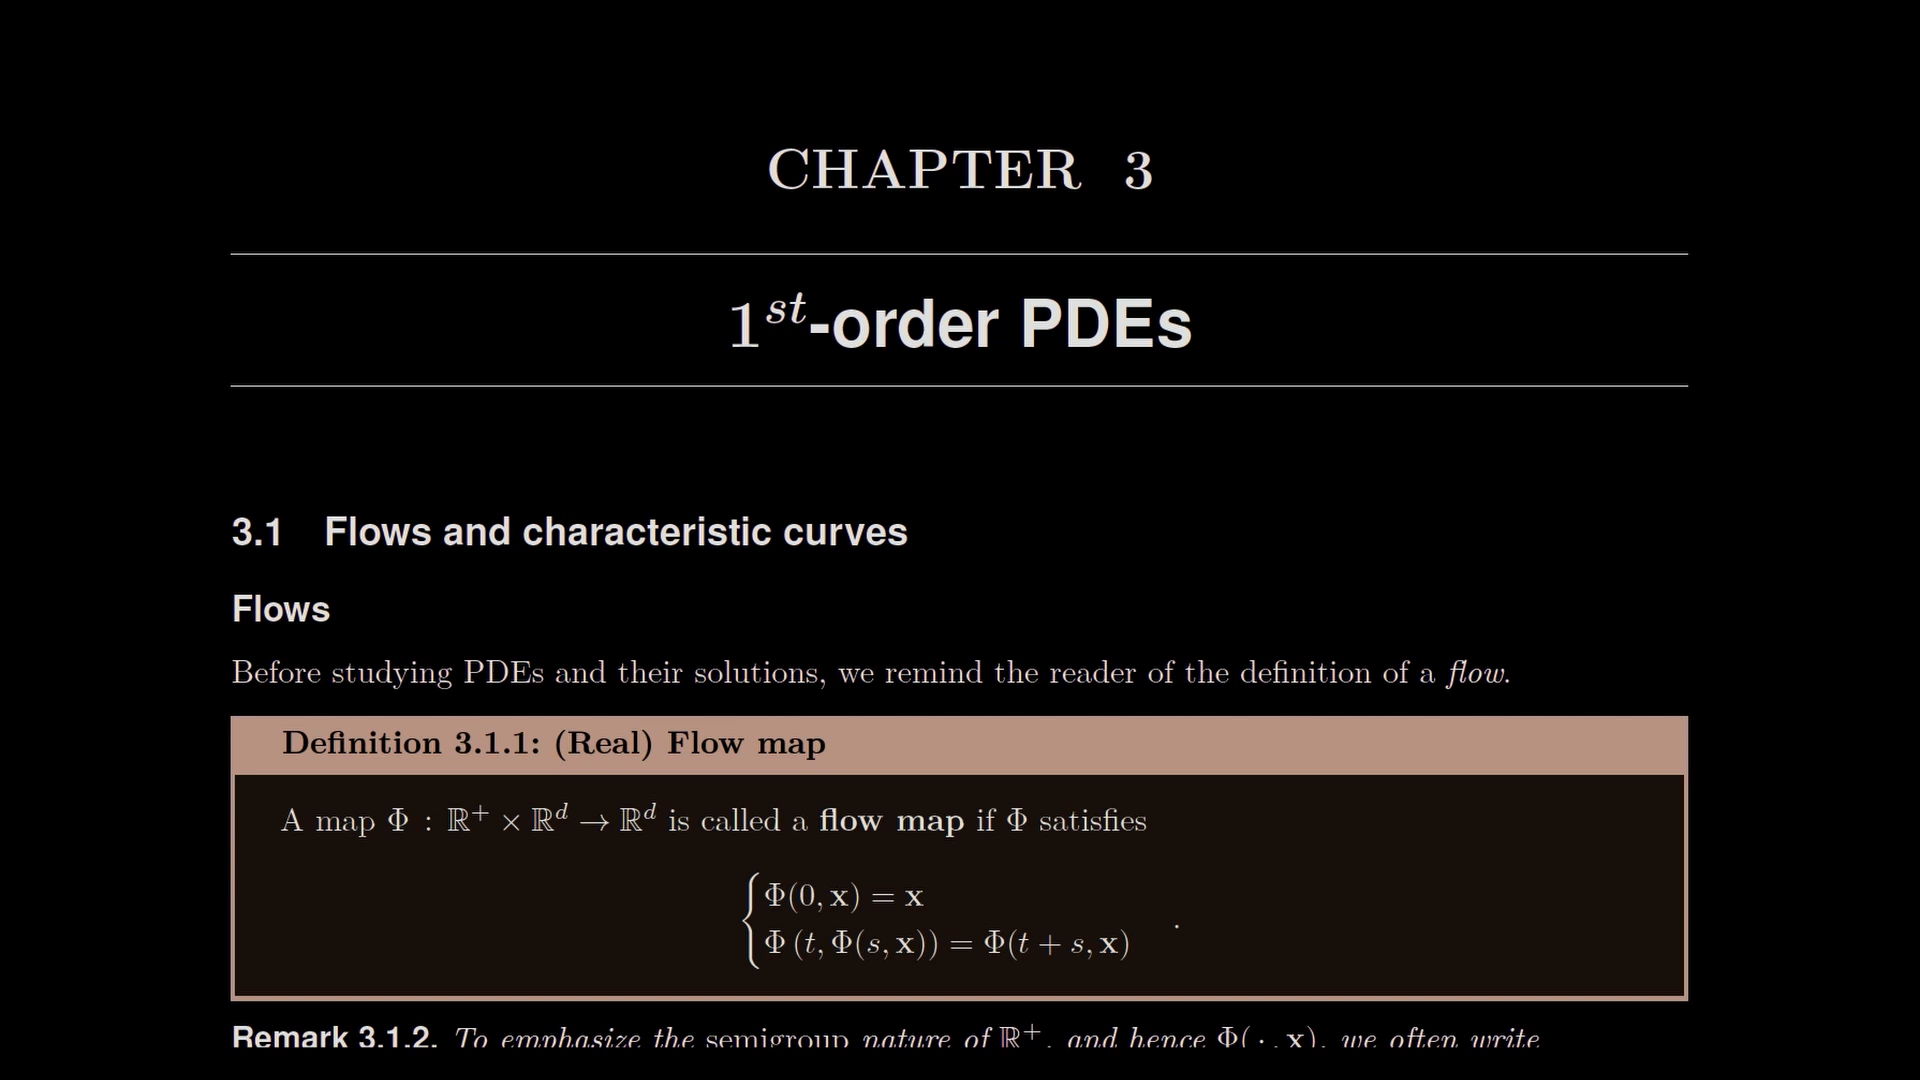 CHAPTER 3
1^{st}-order PDEs
3.1 Flows and characteristic curves
Flows
Before studying PDEs and their solutions, we remind the reader of the definition of a flow.
Definition 3.1.1: (Real) Flow map
A map Φ : ℝ⁺ × ℝᵈ → ℝᵈ is called a flow map if Φ satisfies
Φ(0, x) = x
Φ (t, Φ(s, x)) = Φ(t + s, x) .
Remark 3.1.2. To emphasize the semigroup nature of ℝ⁺, and hence Φ( · , x), we often write